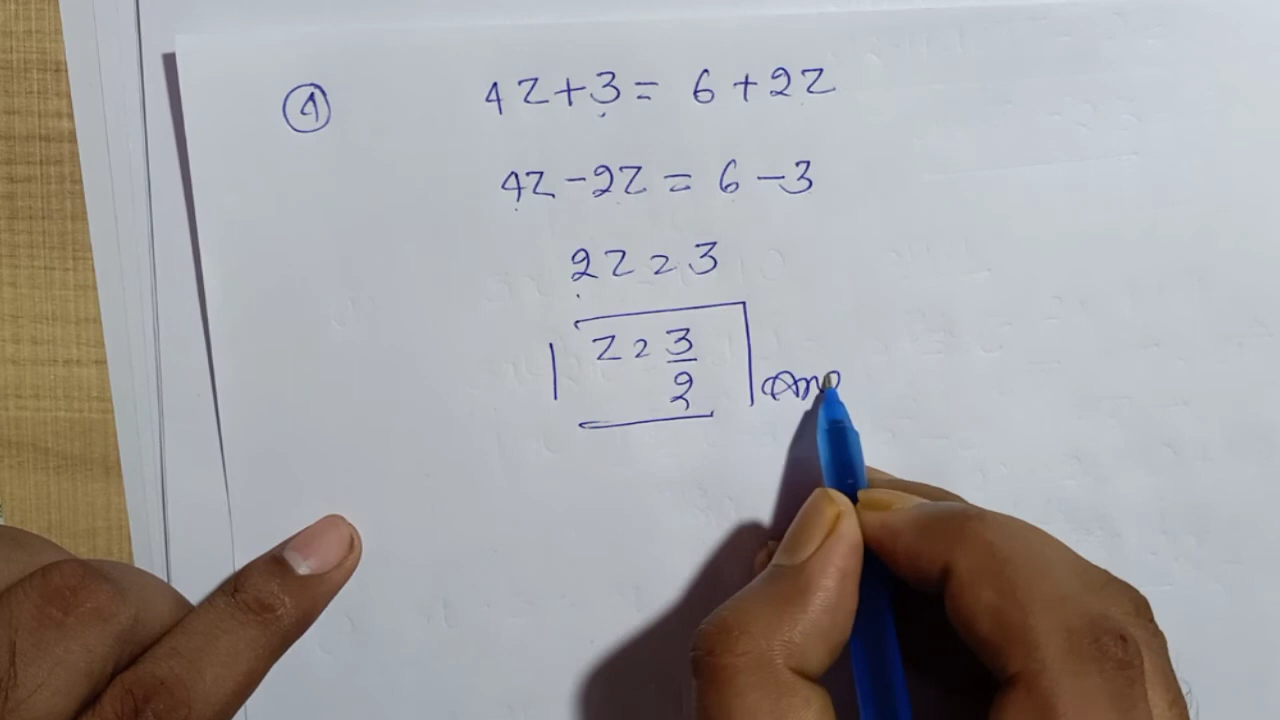 ④ 4z+3 = 6+2z
4z-2z = 6-3
2z = 3
z = 3/2 Ans